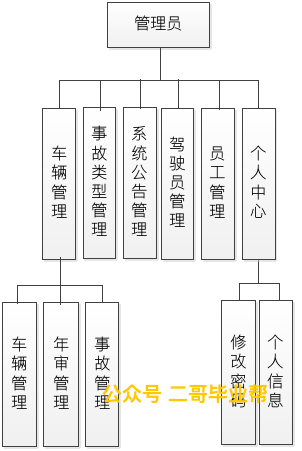 管理员
车辆管理
事故类型管理
系统公告管理
驾驶员管理
员工管理
个人中心
车辆管理
年审管理
事故管理
修改密码
个人信息
公众号 二哥毕业帮